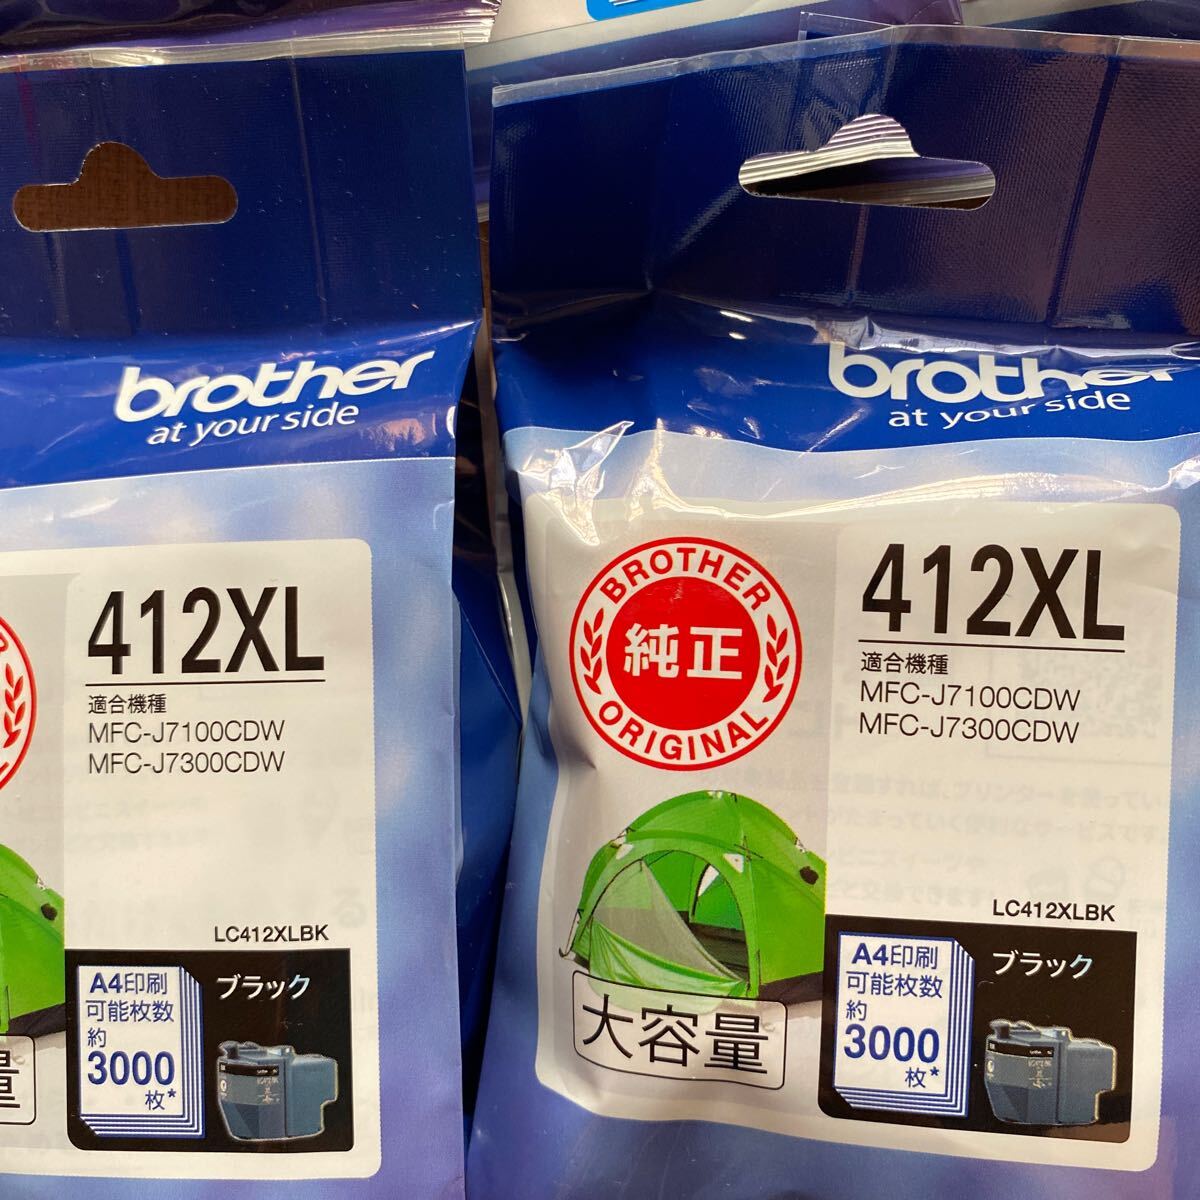 brother
at your side
412XL
適合機種
MFC-J7100CDW
MFC-J7300CDW
LC412XLBK
A4印刷
可能枚数
約
3000
枚*
ブラック
量
brother
at your side
BROTHER
純正
ORIGINAL
412XL
適合機種
MFC-J7100CDW
MFC-J7300CDW
LC412XLBK
大容量
A4印刷
可能枚数
約
3000
枚*
ブラック